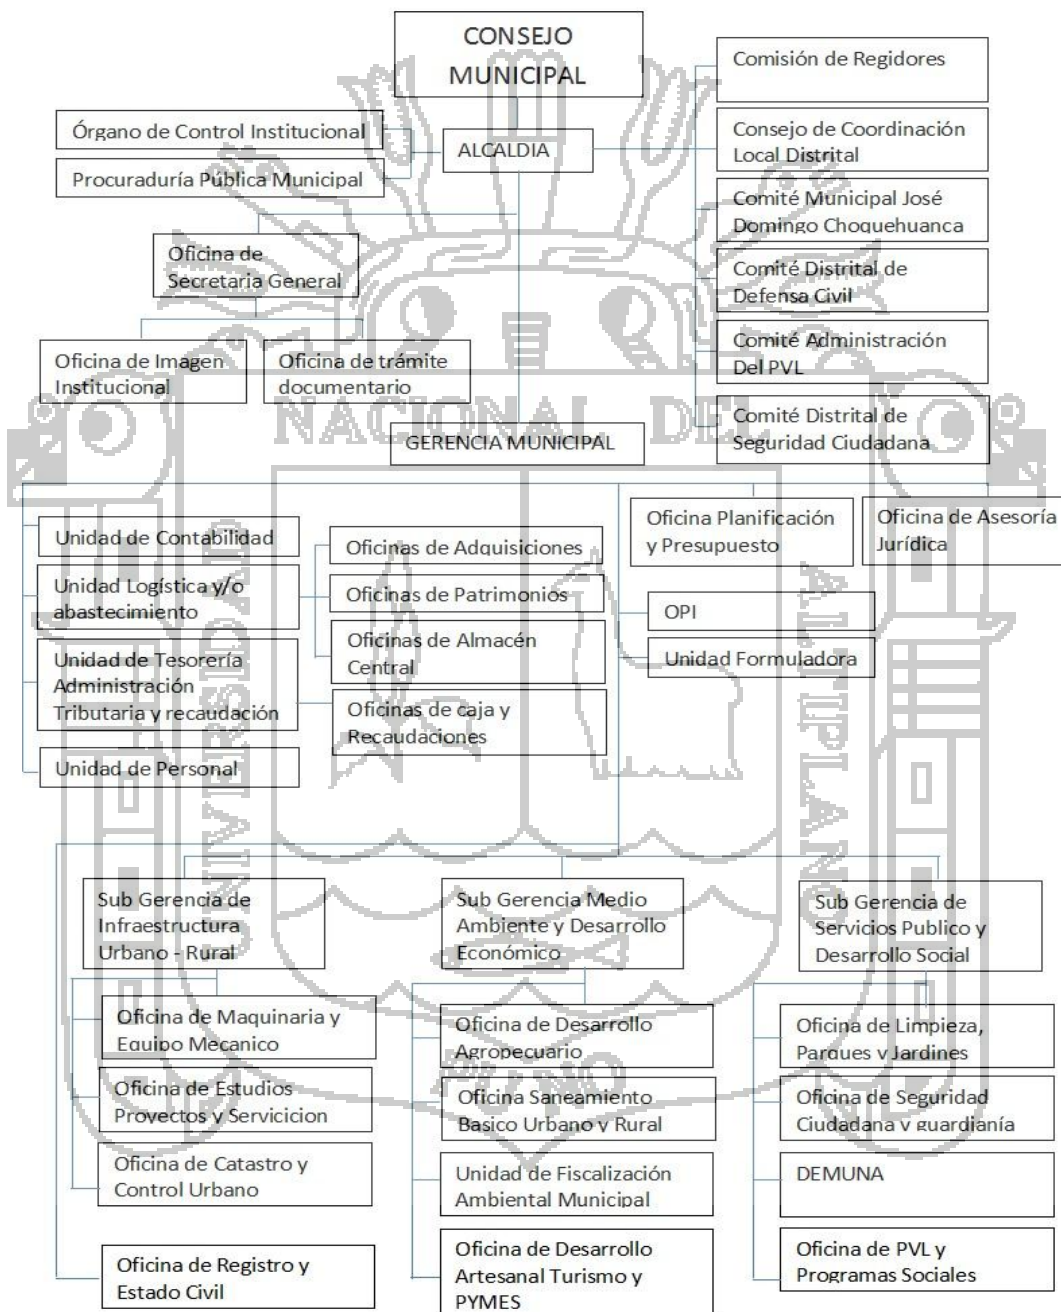 CONSEJO
MUNICIPAL
Comisión de Regidores
Órgano de Control Institucional
ALCALDIA
Consejo de Coordinación
Local Distrital
Procuraduría Pública Municipal
Comité Municipal José
Domingo Choquehuanca
Oficina de
Secretaria General
Comité Distrital de
Defensa Civil
Oficina de Imagen
Institucional
Oficina de trámite
documentario
Comité Administración
Del PVL
Comité Distrital de
Seguridad Ciudadana
GERENCIA MUNICIPAL
Unidad de Contabilidad
Unidad Logística y/o
abastecimiento
Unidad de Tesorería
Administración
Tributaria y recaudación
Unidad de Personal
Oficinas de Adquisiciones
Oficinas de Patrimonios
Oficinas de Almacén
Central
Oficinas de caja y
Recaudaciones
Oficina Planificación
y Presupuesto
Oficina de Asesoría
Jurídica
OPI
Unidad Formuladora
Sub Gerencia de
Infraestructura
Urbano - Rural
Oficina de Maquinaria y
Equipo Mecanico
Oficina de Estudios
Proyectos y Servicicion
Oficina de Catastro y
Control Urbano
Oficina de Registro y
Estado Civil
Sub Gerencia Medio
Ambiente y Desarrollo
Económico
Oficina de Desarrollo
Agropecuario
Oficina Saneamiento
Basico Urbano y Rural
Unidad de Fiscalización
Ambiental Municipal
Oficina de Desarrollo
Artesanal Turismo y
PYMES
Sub Gerencia de
Servicios Publico y
Desarrollo Social
Oficina de Limpieza,
Parques y Jardines
Oficina de Seguridad
Ciudadana y guardianía
DEMUNA
Oficina de PVL y
Programas Sociales
UNIVERSIDAD
NACIONAL DEL
ALTIPLANO
PUNO